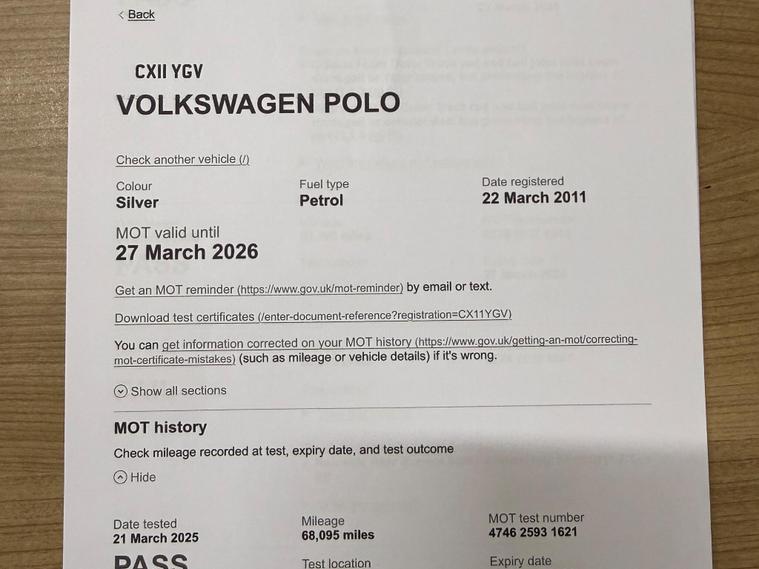 Back
CX11 YGV
VOLKSWAGEN POLO
Check another vehicle (/)
Colour
Fuel type
Date registered
Silver
Petrol
22 March 2011
MOT valid until
27 March 2026
Get an MOT reminder (https://www.gov.uk/mot-reminder) by email or text.
Download test certificates (/enter-document-reference?registration=CX11YGV)
You can get information corrected on your MOT history (https://www.gov.uk/getting-an-mot/correcting-
mot-certificate-mistakes) (such as mileage or vehicle details) if it's wrong.
Show all sections
MOT history
Check mileage recorded at test, expiry date, and test outcome
Hide
Date tested
Mileage
MOT test number
21 March 2025
68,095 miles
4746 2593 1621
PASS
Test location
Expiry date